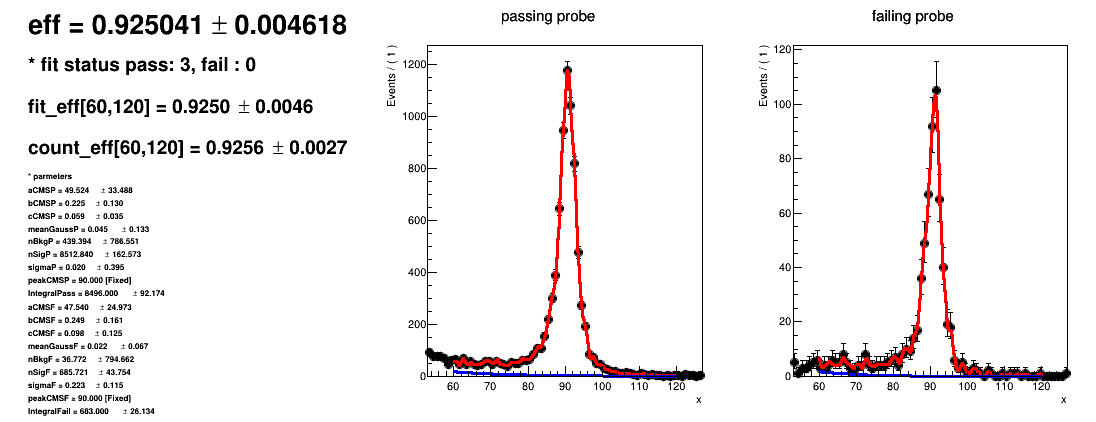 eff = 0.925041 ± 0.004618
* fit status pass: 3, fail : 0
fit_eff[60,120] = 0.9250 ± 0.0046
count_eff[60,120] = 0.9256 ± 0.0027
* parmeters
aCMSP = 49.524 ± 33.488
bCMSP = 0.225 ± 0.130
cCMSP = 0.059 ± 0.035
meanGaussP = 0.045 ± 0.133
nBkgP = 439.394 ± 786.551
nSigP = 8512.840 ± 162.573
sigmaP = 0.020 ± 0.395
peakCMSP = 90.000 [Fixed]
IntegralPass = 8496.000 ± 92.174
aCMSF = 47.540 ± 24.973
bCMSF = 0.249 ± 0.161
cCMSF = 0.098 ± 0.125
meanGaussF = 0.022 ± 0.067
nBkgF = 36.772 ± 794.662
nSigF = 685.721 ± 43.754
sigmaF = 0.223 ± 0.115
peakCMSF = 90.000 [Fixed]
IntegralFail = 683.000 ± 26.134
passing probe
Events / ( 1 )
1200
1000
800
600
400
200
0
60 70 80 90 100 110 120
x
failing probe
Events / ( 1 )
120
100
80
60
40
20
0
60 70 80 90 100 110 120
x